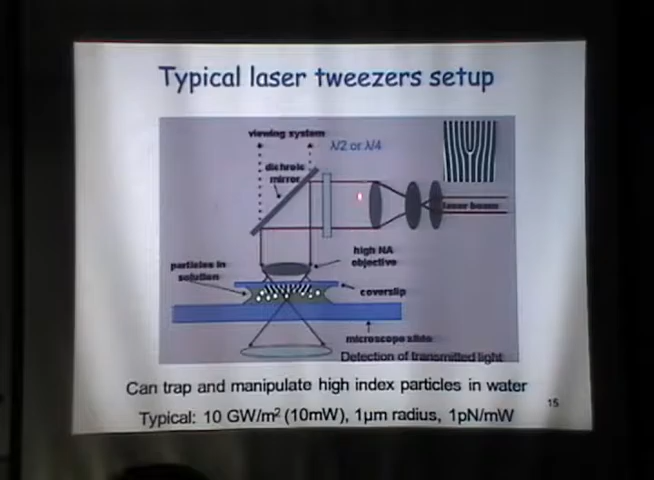 Typical laser tweezers setup
viewing system
λ/2 or λ/4
dichroic
mirror
laser beam
high NA
objective
particles in
solution
coverslip
microscope slide
Detection of transmitted light
Can trap and manipulate high index particles in water
15
Typical: 10 GW/m² (10mW), 1μm radius, 1pN/mW